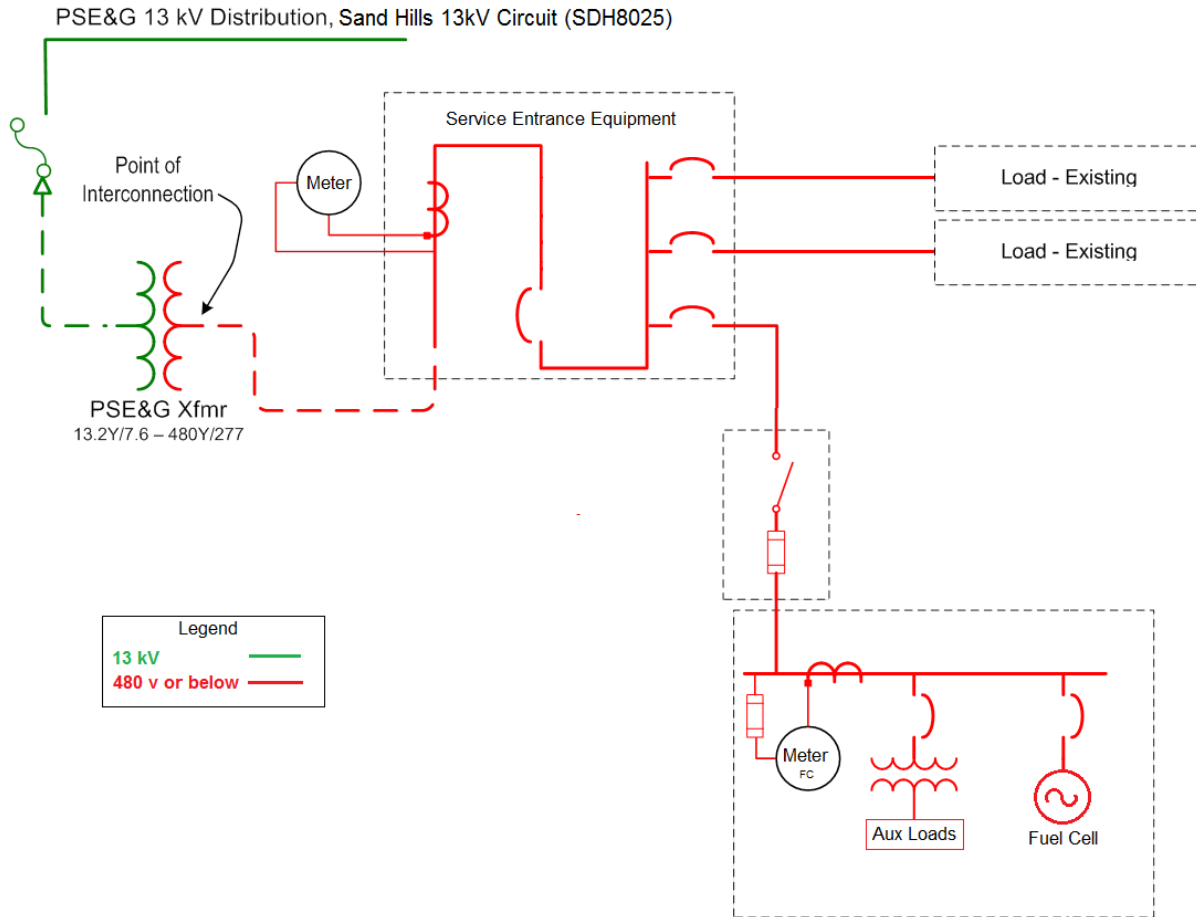 PSE&G 13 kV Distribution, Sand Hills 13kV Circuit (SDH8025)
Service Entrance Equipment
Point of
Interconnection
Meter
Load - Existing
Load - Existing
PSE&G Xfmr
13.2Y/7.6 – 480Y/277
Legend
13 kV
480 v or below
Meter
FC
Aux Loads
Fuel Cell